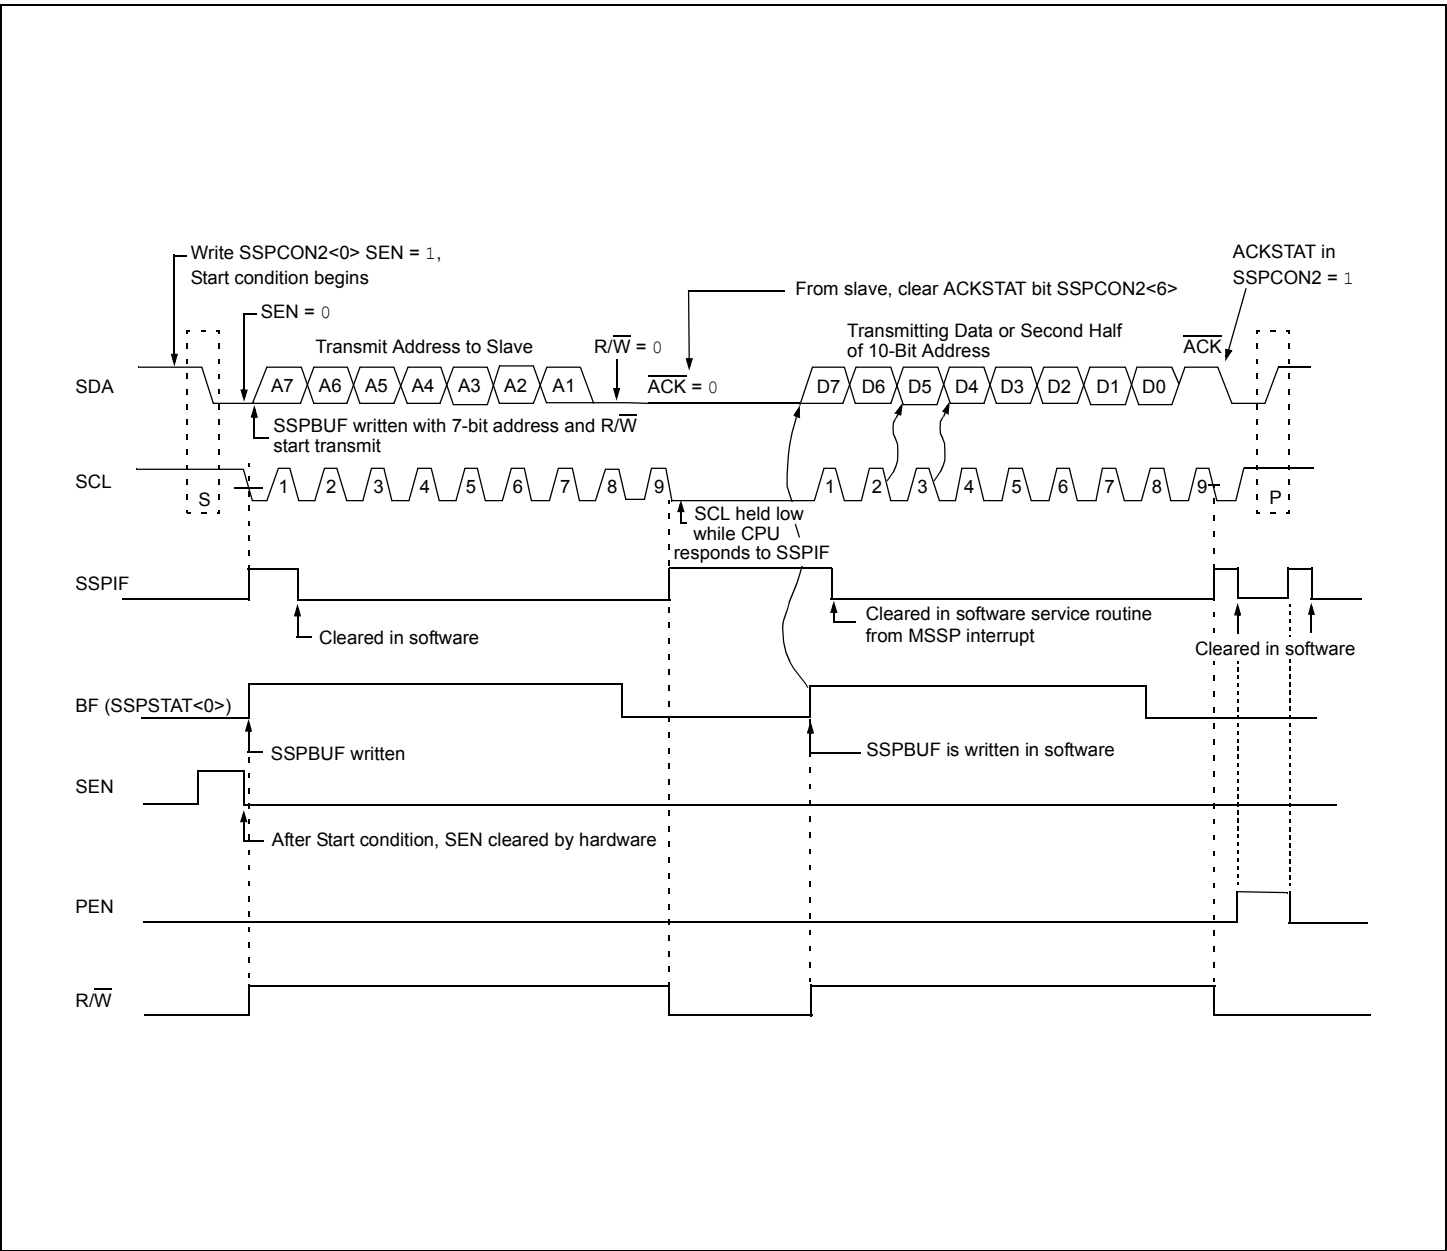 Write SSPCON2<0> SEN = 1,
Start condition begins
ACKSTAT in
SSPCON2 = 1
From slave, clear ACKSTAT bit SSPCON2<6>
SEN = 0
Transmitting Data or Second Half
of 10-Bit Address
Transmit Address to Slave
R/W̅ = 0
A̅C̅K̅
SDA
A7 A6 A5 A4 A3 A2 A1
A̅C̅K̅ = 0
D7 D6 D5 D4 D3 D2 D1 D0
SSPBUF written with 7-bit address and R/W̅
start transmit
SCL
S
1 2 3 4 5 6 7 8 9
1 2 3 4 5 6 7 8 9
P
SCL held low
while CPU
responds to SSPIF
SSPIF
Cleared in software
Cleared in software service routine
from MSSP interrupt
Cleared in software
BF (SSPSTAT<0>)
SSPBUF written
SSPBUF is written in software
SEN
After Start condition, SEN cleared by hardware
PEN
R/W̅